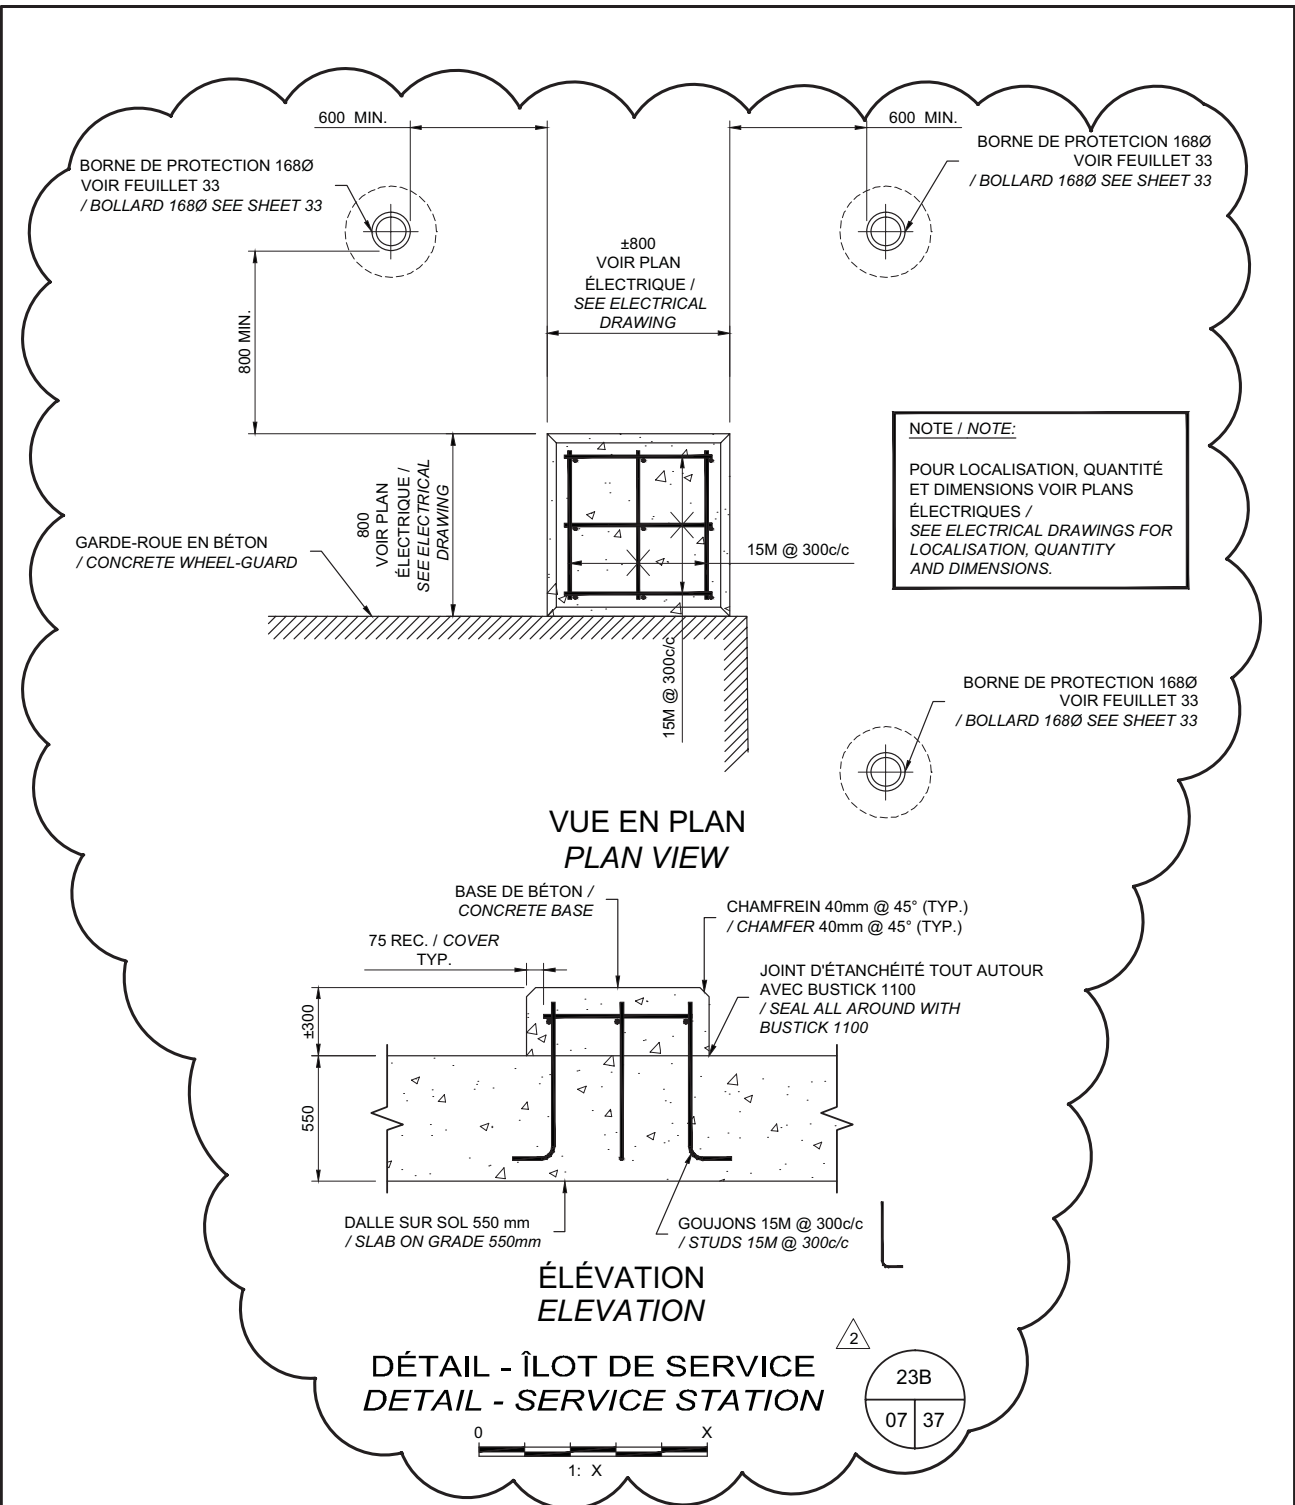 600 MIN.
600 MIN.
BORNE DE PROTECTION 168Ø
VOIR FEUILLET 33
/ BOLLARD 168Ø SEE SHEET 33
BORNE DE PROTETCION 168Ø
VOIR FEUILLET 33
/ BOLLARD 168Ø SEE SHEET 33
±800
VOIR PLAN
ÉLECTRIQUE /
SEE ELECTRICAL
DRAWING
800 MIN.
800
VOIR PLAN
ÉLECTRIQUE /
SEE ELECTRICAL
DRAWING
NOTE / NOTE:
POUR LOCALISATION, QUANTITÉ
ET DIMENSIONS VOIR PLANS
ÉLECTRIQUES /
SEE ELECTRICAL DRAWINGS FOR
LOCALISATION, QUANTITY
AND DIMENSIONS.
GARDE-ROUE EN BÉTON
/ CONCRETE WHEEL-GUARD
15M @ 300c/c
15M @ 300c/c
BORNE DE PROTECTION 168Ø
VOIR FEUILLET 33
/ BOLLARD 168Ø SEE SHEET 33
VUE EN PLAN
PLAN VIEW
BASE DE BÉTON /
CONCRETE BASE
CHAMFREIN 40mm @ 45° (TYP.)
/ CHAMFER 40mm @ 45° (TYP.)
75 REC. / COVER
TYP.
JOINT D'ÉTANCHÉITÉ TOUT AUTOUR
AVEC BUSTICK 1100
/ SEAL ALL AROUND WITH
BUSTICK 1100
±300
550
DALLE SUR SOL 550 mm
/ SLAB ON GRADE 550mm
GOUJONS 15M @ 300c/c
/ STUDS 15M @ 300c/c
ÉLÉVATION
ELEVATION
2
DÉTAIL - ÎLOT DE SERVICE
DETAIL - SERVICE STATION
23B
07 37
0 X
1: X